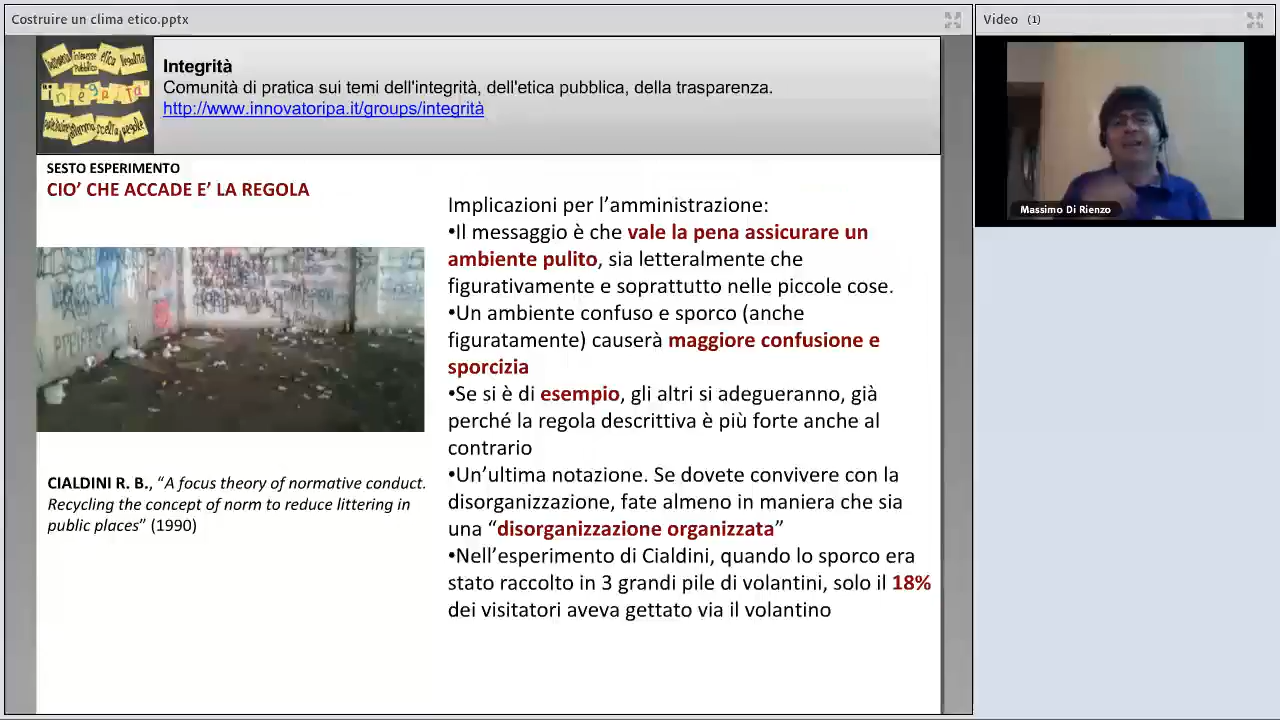 Costruire un clima etico.pptx
Video (1)
Integrità
Comunità di pratica sui temi dell'integrità, dell'etica pubblica, della trasparenza.
http://www.innovatoripa.it/groups/integrità
SESTO ESPERIMENTO
CIO' CHE ACCADE E' LA REGOLA
Implicazioni per l'amministrazione:
•Il messaggio è che vale la pena assicurare un
ambiente pulito, sia letteralmente che
figurativamente e soprattutto nelle piccole cose.
•Un ambiente confuso e sporco (anche
figuratamente) causerà maggiore confusione e
sporcizia
•Se si è di esempio, gli altri si adegueranno, già
perché la regola descrittiva è più forte anche al
contrario
•Un'ultima notazione. Se dovete convivere con la
disorganizzazione, fate almeno in maniera che sia
una “disorganizzazione organizzata”
•Nell'esperimento di Cialdini, quando lo sporco era
stato raccolto in 3 grandi pile di volantini, solo il 18%
dei visitatori aveva gettato via il volantino
CIALDINI R. B., “A focus theory of normative conduct.
Recycling the concept of norm to reduce littering in
public places” (1990)
Massimo Di Rienzo